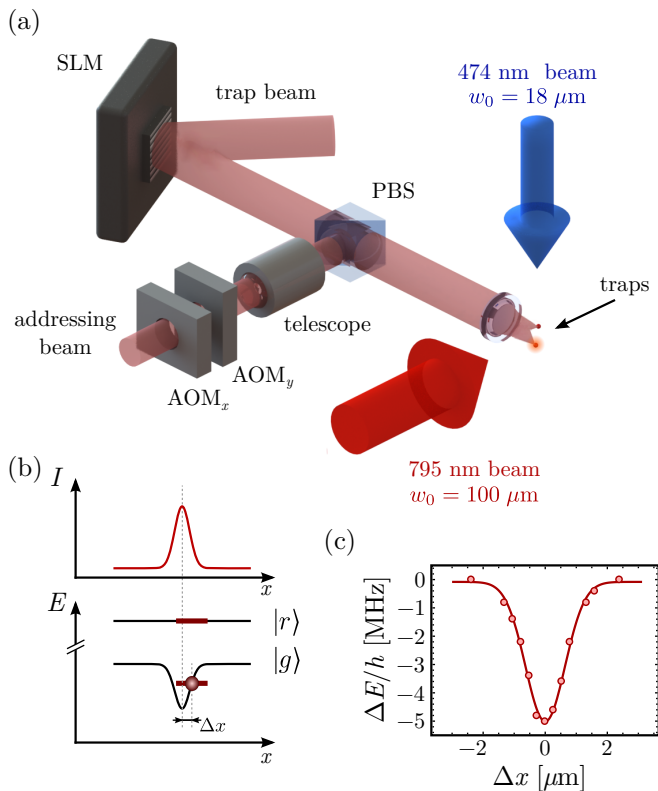 (a)
SLM
trap beam
474 nm beam
w₀ = 18 μm
PBS
traps
addressing
beam
telescope
AOMₓ
AOM_y
795 nm beam
w₀ = 100 μm
(b)
I
x
E
|r⟩
|g⟩
Δx
x
(c)
ΔE/h [MHz]
0
−1
−2
−3
−4
−5
−2
0
2
Δx [μm]